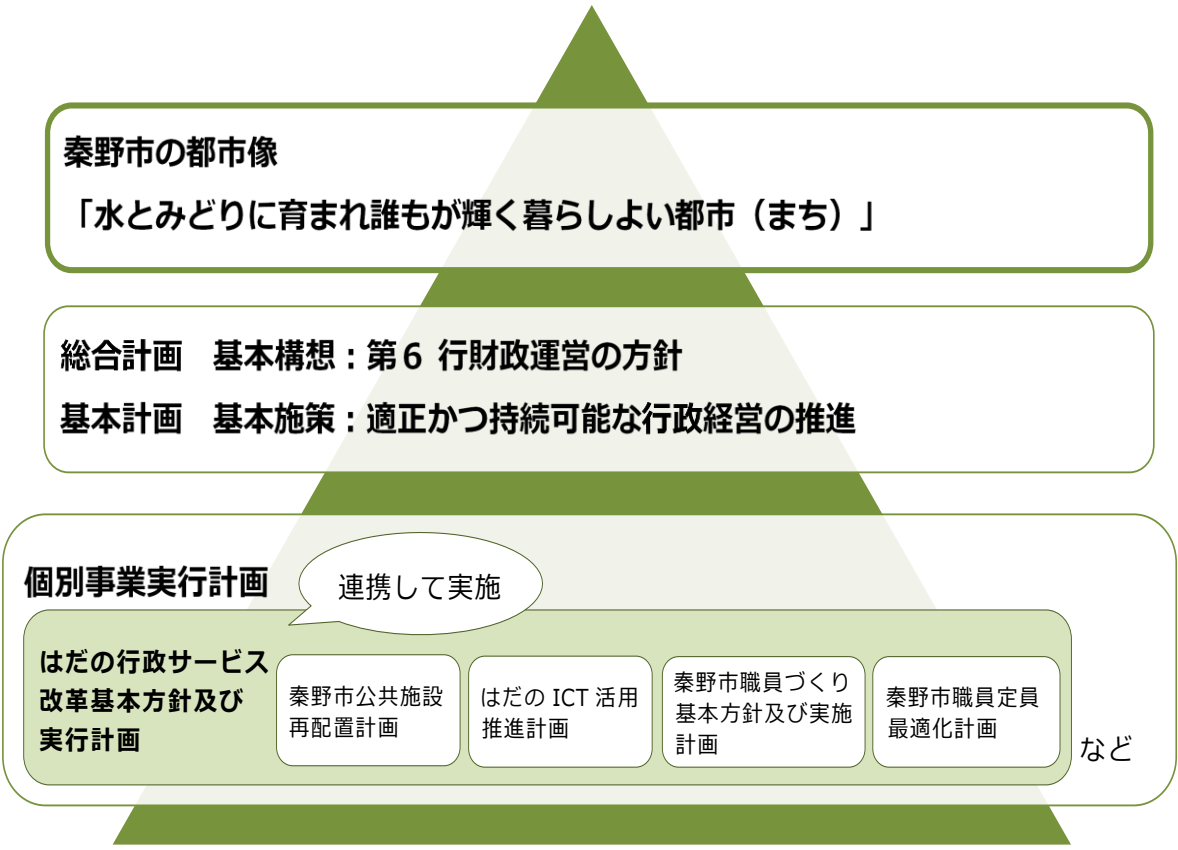 秦野市の都市像
「水とみどりに育まれ誰もが輝く暮らしよい都市（まち）」
総合計画　基本構想：第６ 行財政運営の方針
基本計画　基本施策：適正かつ持続可能な行政経営の推進
個別事業実行計画
連携して実施
はだの行政サービス
改革基本方針及び
実行計画
秦野市公共施設
再配置計画
はだの ICT 活用
推進計画
秦野市職員づくり
基本方針及び実施
計画
秦野市職員定員
最適化計画
など